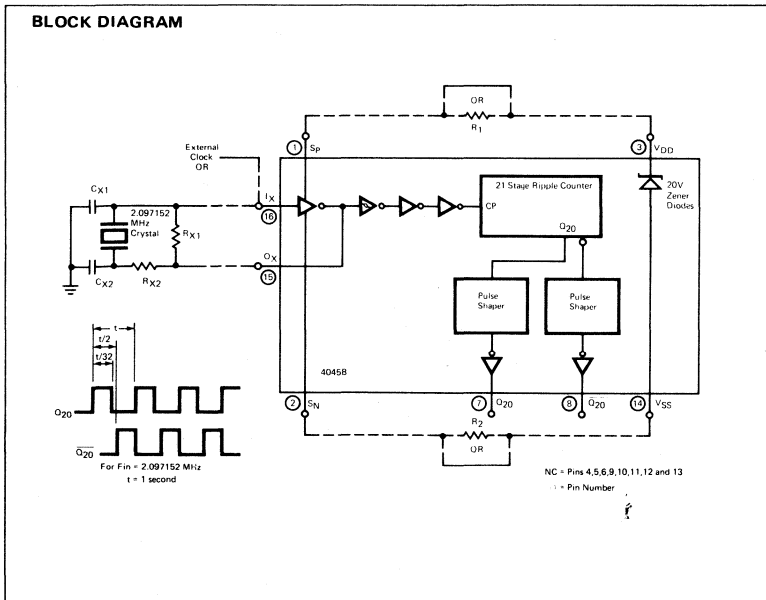 BLOCK DIAGRAM
OR
R1
1
SP
3
VDD
External
Clock
OR
CX1
2.097152
MHz
Crystal
RX1
IX
16
21 Stage Ripple Counter
CP
Q20
20V
Zener
Diodes
CX2
RX2
OX
15
Pulse
Shaper
Pulse
Shaper
t
t/2
t/32
4045B
2
SN
7
Q20
8
Q̅20
14
VSS
Q20
Q̅20
R2
OR
For Fin = 2.097152 MHz
t = 1 second
NC = Pins 4,5,6,9,10,11,12 and 13
= Pin Number